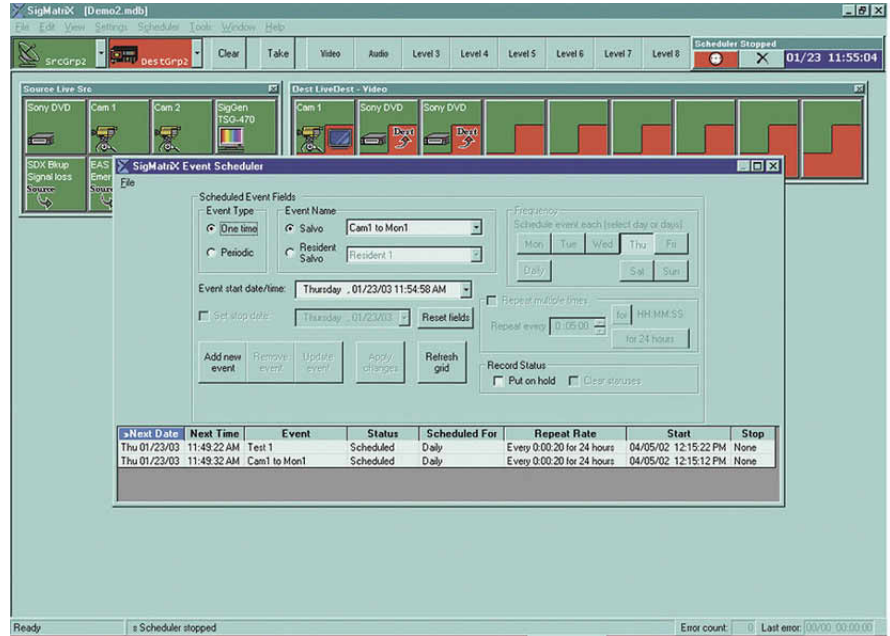 SigMatriX [Demo2.mdb]
File Edit View Settings Scheduler Tools Window Help
SrcGrp2 DestGrp2 Clear Take Video Audio Level 3 Level 4 Level 5 Level 6 Level 7 Level 8
Scheduler Stopped
01/23 11:55:04
Source Live Src
Sony DVD Cam 1 Cam 2 SigGen TSG-470
Dest LiveDest - Video
Cam 1 Sony DVD Sony DVD
Dest Dest
SDX Bkup Signal loss
Source
EAS
Emer
Sour
SigMatriX Event Scheduler
File
Scheduled Event Fields
Event Type
One time
Periodic
Event Name
Salvo Cam1 to Mon1
Resident Salvo Resident 1
Frequency
Schedule event each (select day or days)
Mon Tue Wed Thu Fri
Daily Sat Sun
Event start date/time: Thursday , 01/23/03 11:54:58 AM
Set stop date: Thursday , 01/23/03 Reset fields
Repeat multiple times
Repeat every 0:05:00 for HH:MM:SS
for 24 hours
Add new event Remove event Update event Apply changes Refresh grid
Record Status
Put on hold Clear statuses
»Next Date Next Time Event Status Scheduled For Repeat Rate Start Stop
Thu 01/23/03 11:49:22 AM Test 1 Scheduled Daily Every 0:00:20 for 24 hours 04/05/02 12:15:22 PM None
Thu 01/23/03 11:49:32 AM Cam1 to Mon1 Scheduled Daily Every 0:00:20 for 24 hours 04/05/02 12:15:12 PM None
Ready Scheduler stopped Error count: 0 Last error: 00/00 00:00:00